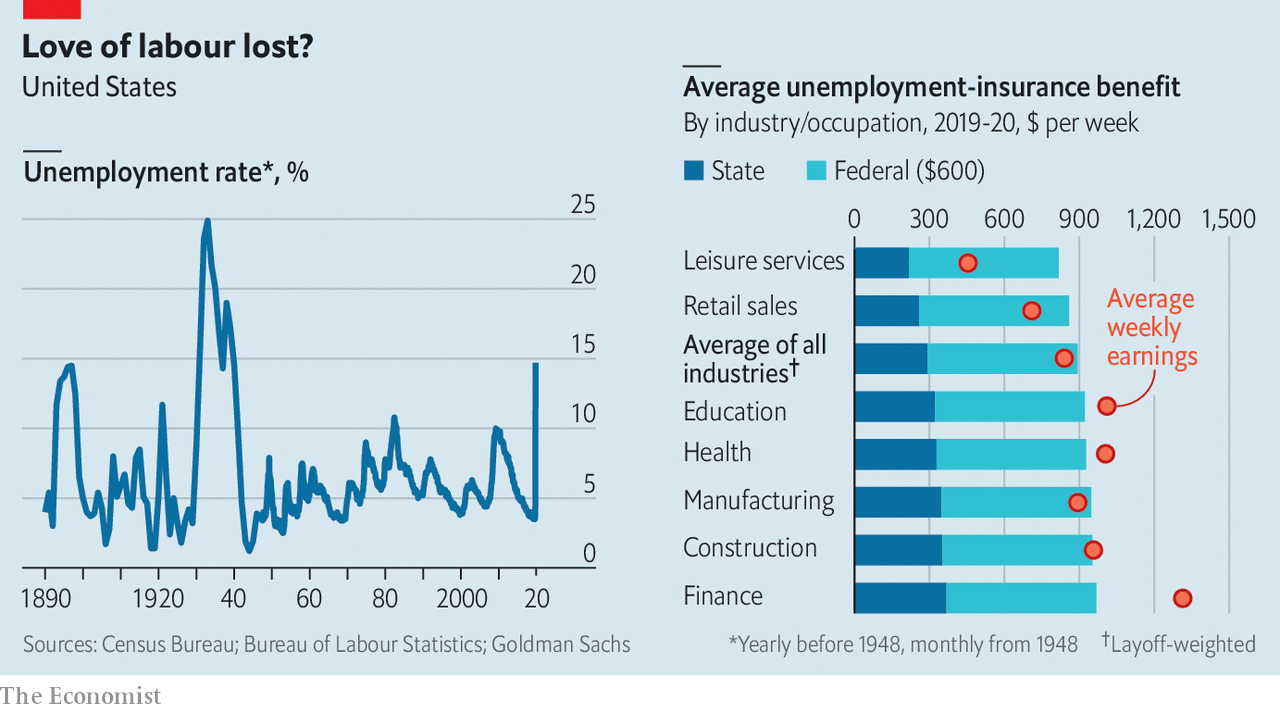 Love of labour lost?
United States
Unemployment rate*, %
25
20
15
10
5
0
1890
1920
40
60
80
2000
20
Sources: Census Bureau; Bureau of Labour Statistics; Goldman Sachs
Average unemployment-insurance benefit
By industry/occupation, 2019-20, $ per week
State
Federal ($600)
0
300
600
900
1,200
1,500
Leisure services
Retail sales
Average of all
industries†
Education
Health
Manufacturing
Construction
Finance
Average
weekly
earnings
*Yearly before 1948, monthly from 1948
†Layoff-weighted
The Economist